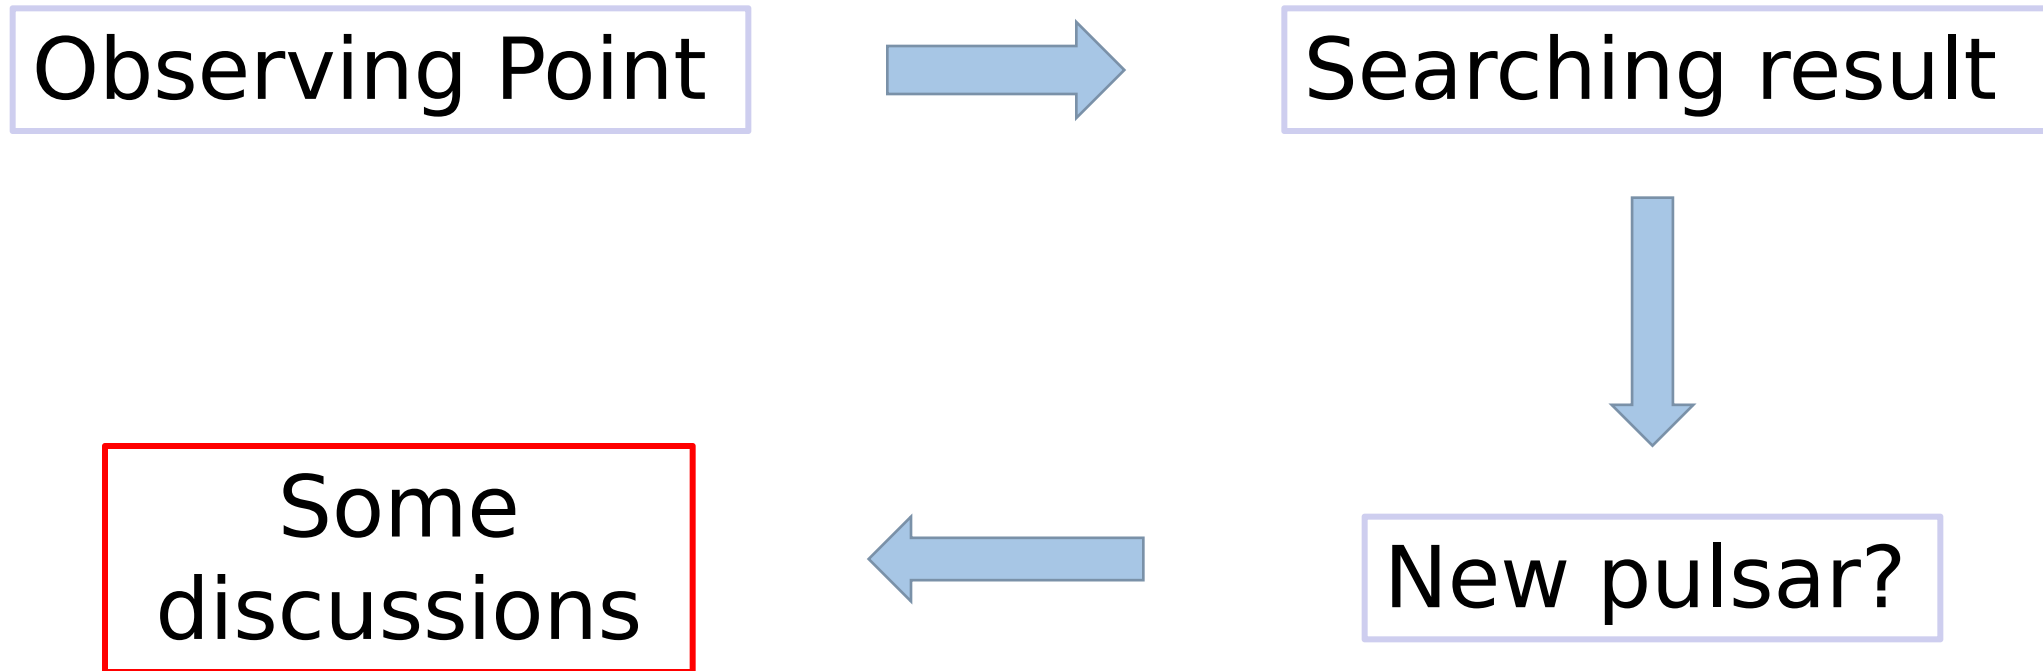 Observing Point
Searching result
New pulsar?
Some
discussions